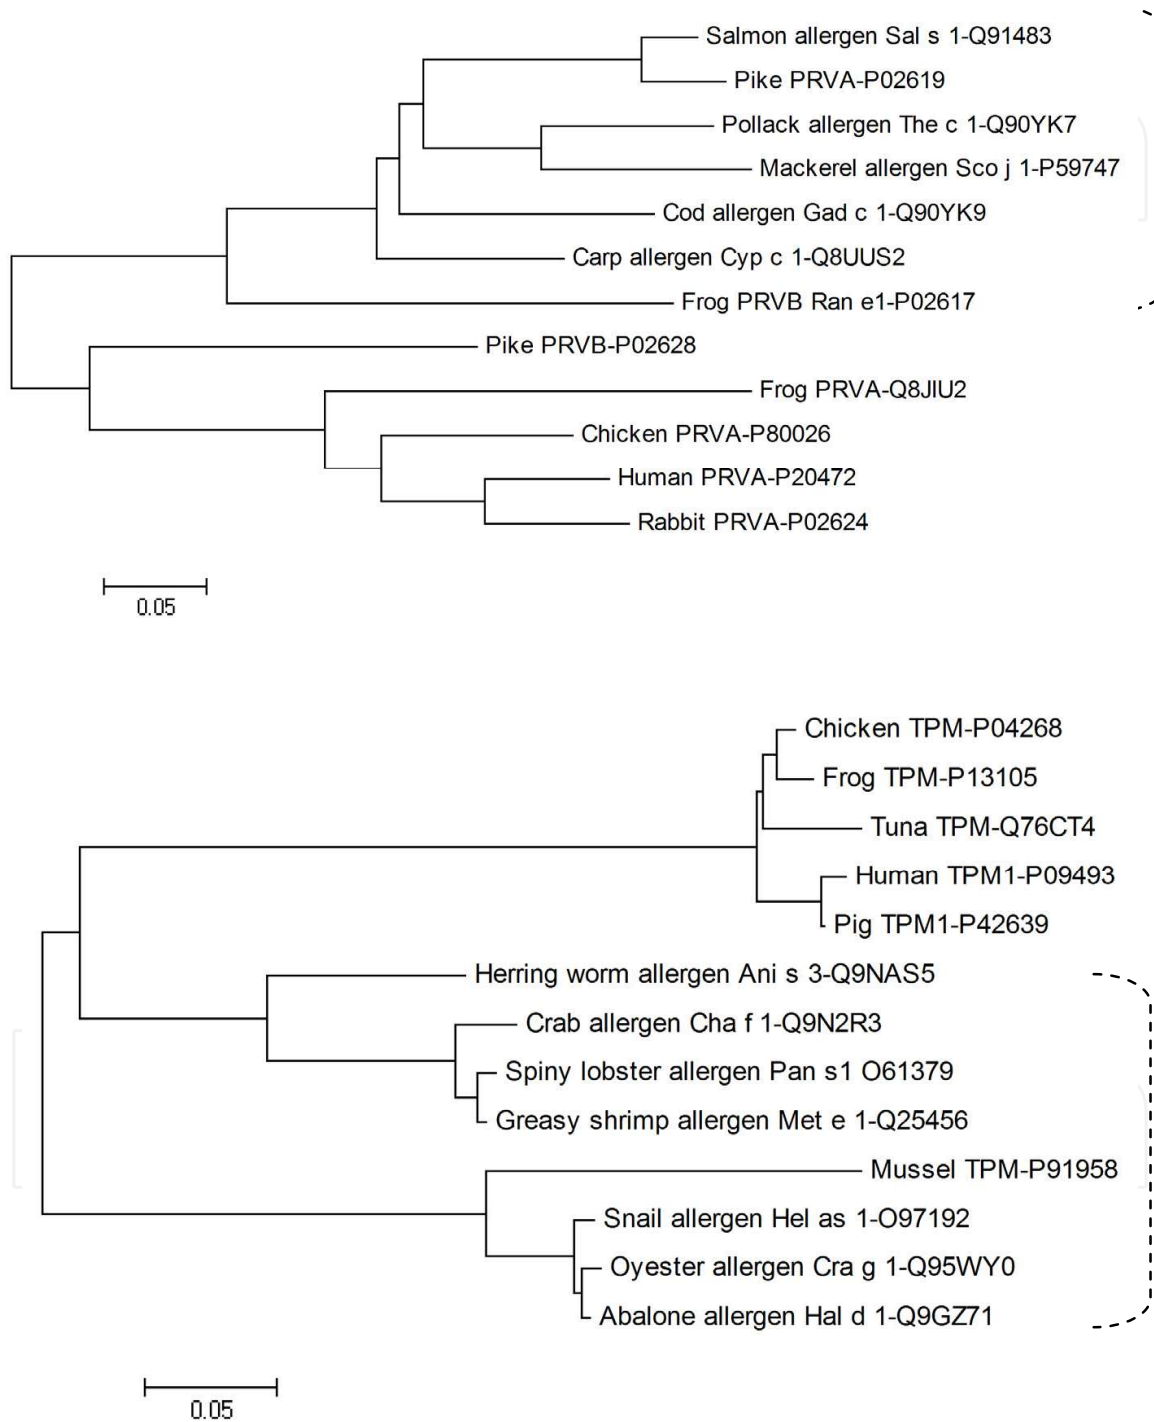 Salmon allergen Sal s 1-Q91483
Pike PRVA-P02619
Pollack allergen The c 1-Q90YK7
Mackerel allergen Sco j 1-P59747
Cod allergen Gad c 1-Q90YK9
Carp allergen Cyp c 1-Q8UUS2
Frog PRVB Ran e1-P02617
Pike PRVB-P02628
Frog PRVA-Q8JIU2
Chicken PRVA-P80026
Human PRVA-P20472
Rabbit PRVA-P02624
0.05
Chicken TPM-P04268
Frog TPM-P13105
Tuna TPM-Q76CT4
Human TPM1-P09493
Pig TPM1-P42639
Herring worm allergen Ani s 3-Q9NAS5
Crab allergen Cha f 1-Q9N2R3
Spiny lobster allergen Pan s1 O61379
Greasy shrimp allergen Met e 1-Q25456
Mussel TPM-P91958
Snail allergen Hel as 1-O97192
Oyester allergen Cra g 1-Q95WY0
Abalone allergen Hal d 1-Q9GZ71
0.05